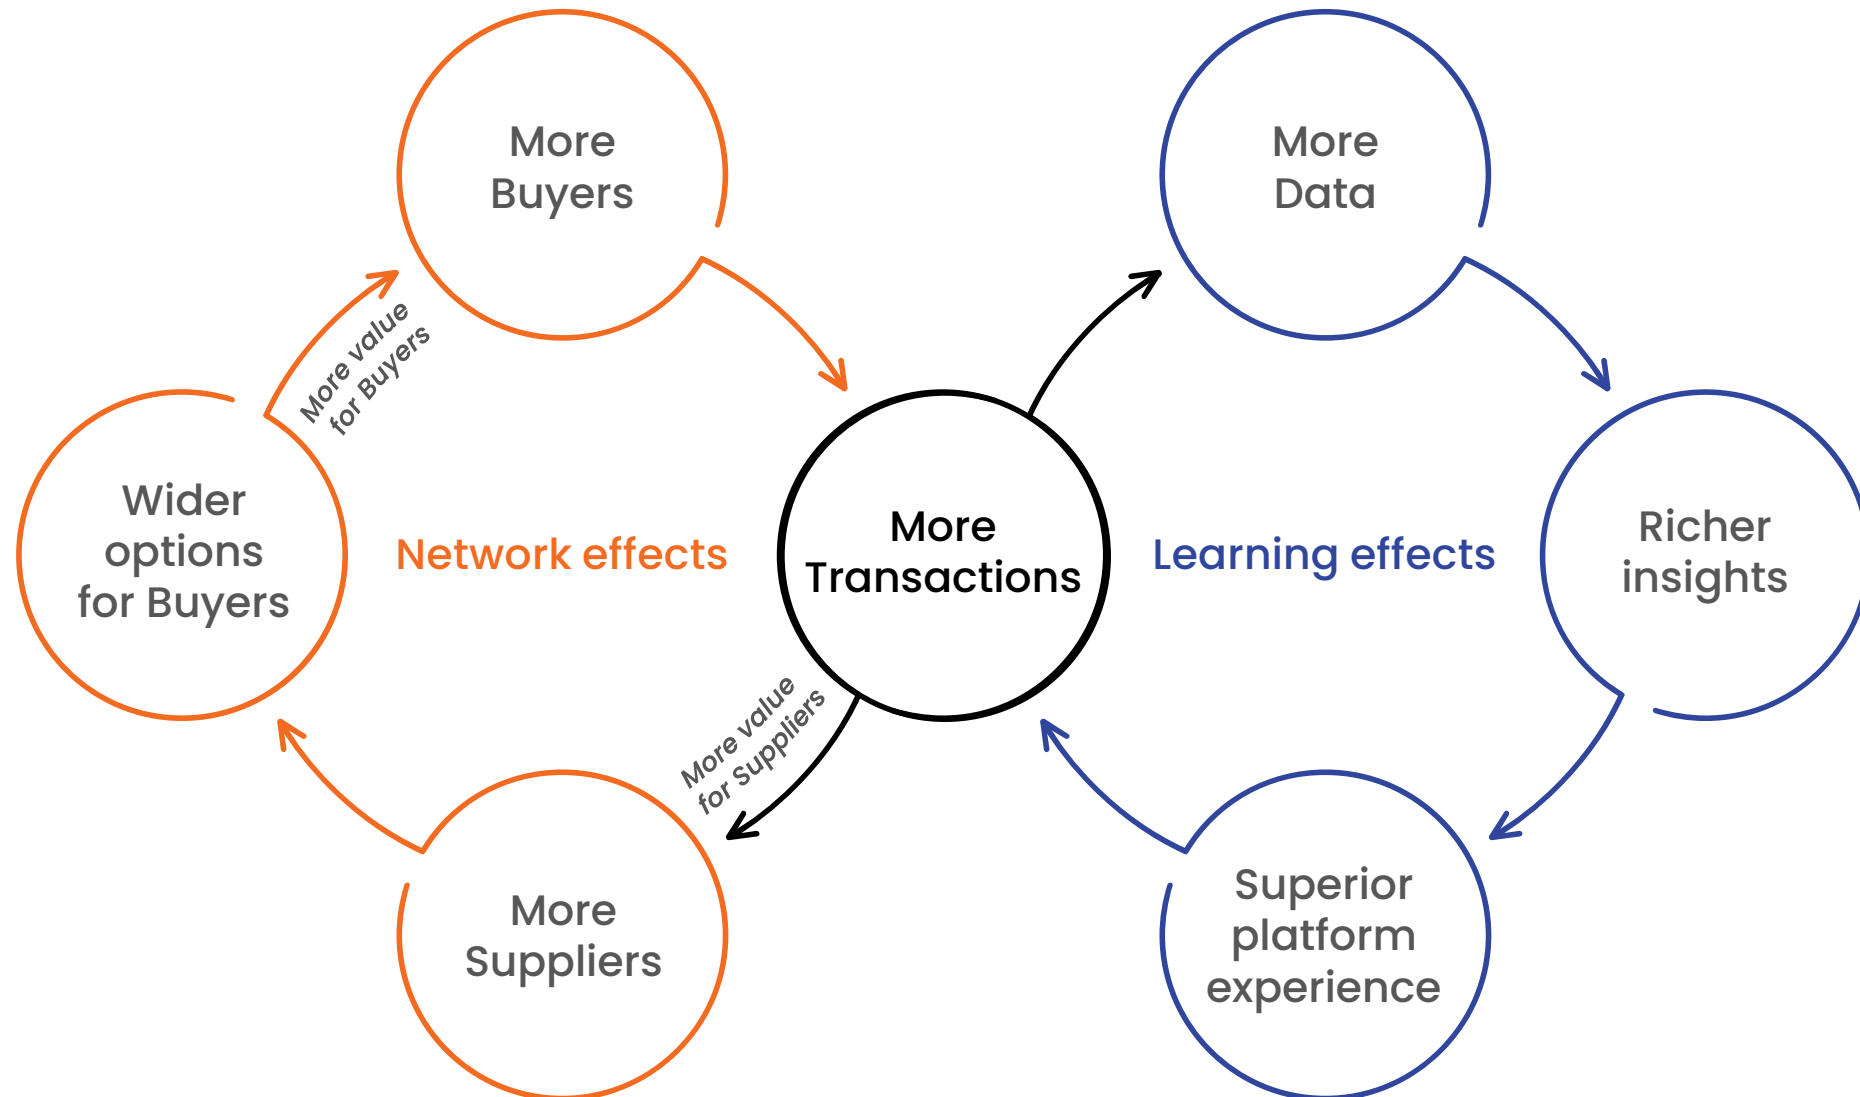 More
Buyers
More
Data
More value
for Buyers
Wider
options
for Buyers
Network effects
More
Transactions
Learning effects
Richer
insights
More value
for Suppliers
More
Suppliers
Superior
platform
experience